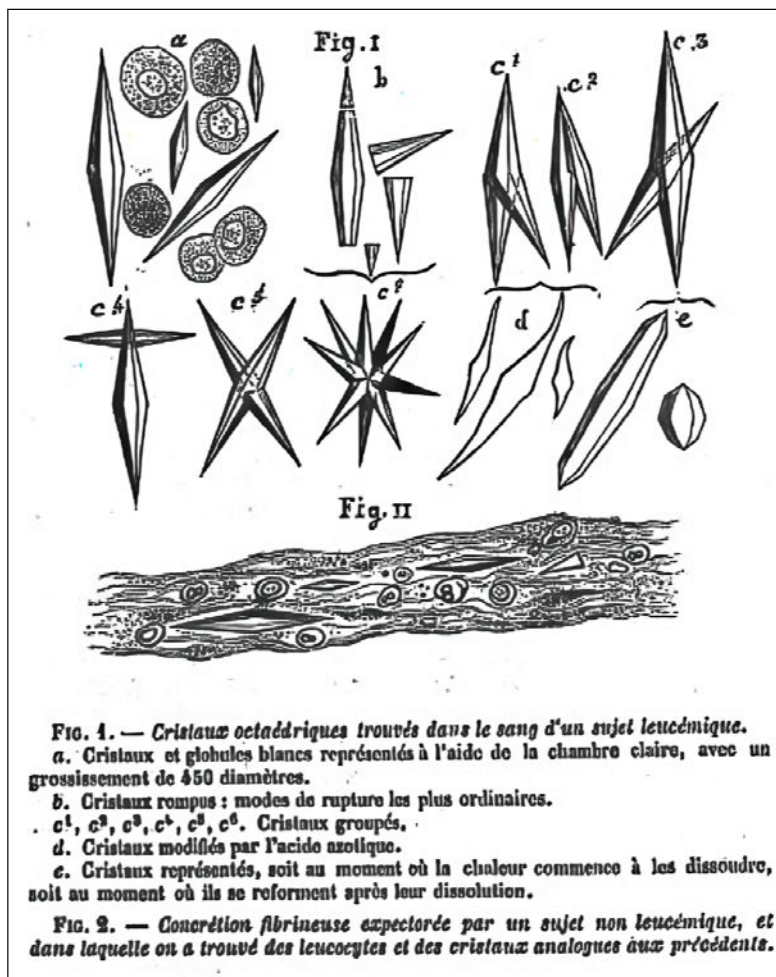 a
Fig. I
b
c 1
c 2
c.3
c 4
c 5
c 6
d
e
Fig. II
FIG. 1. — Cristaux octaédriques trouvés dans le sang d'un sujet leucémique.
a. Cristaux et globules blancs représentés à l'aide de la chambre claire, avec un
grossissement de 450 diamètres.
b. Cristaux rompus : modes de rupture les plus ordinaires.
c¹, c², c³, c⁴, c⁵, c⁶. Cristaux groupés.
d. Cristaux modifiés par l'acide azotique.
e. Cristaux représentés, soit au moment où la chaleur commence à les dissoudre,
soit au moment où ils se reforment après leur dissolution.
FIG. 2. — Concrétion fibrineuse expectorée par un sujet non leucémique, et
dans laquelle on a trouvé des leucocytes et des cristaux analogues aux précédents.